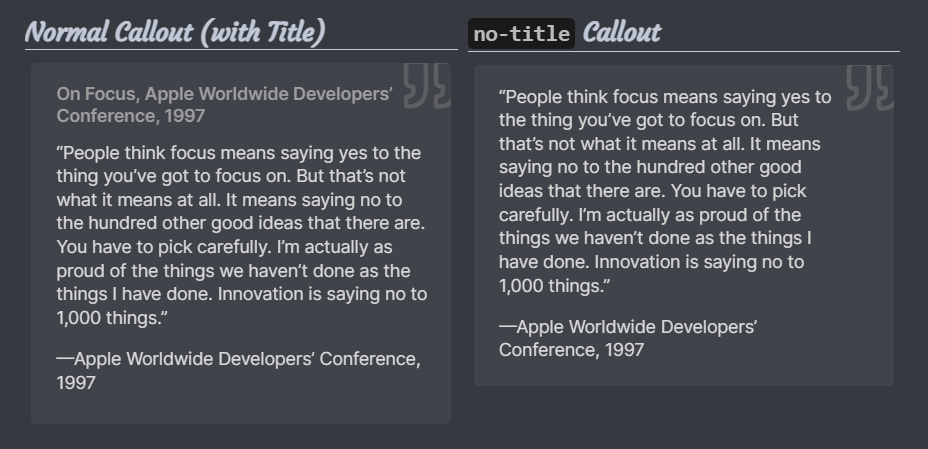 Normal Callout (with Title)
On Focus, Apple Worldwide Developers’
Conference, 1997
“People think focus means saying yes to the
thing you’ve got to focus on. But that’s not
what it means at all. It means saying no to
the hundred other good ideas that there are.
You have to pick carefully. I’m actually as
proud of the things we haven’t done as the
things I have done. Innovation is saying no to
1,000 things.”
—Apple Worldwide Developers’ Conference,
1997
no-title Callout
“People think focus means saying yes to
the thing you’ve got to focus on. But
that’s not what it means at all. It means
saying no to the hundred other good
ideas that there are. You have to pick
carefully. I’m actually as proud of the
things we haven’t done as the things I
have done. Innovation is saying no to
1,000 things.”
—Apple Worldwide Developers’
Conference, 1997